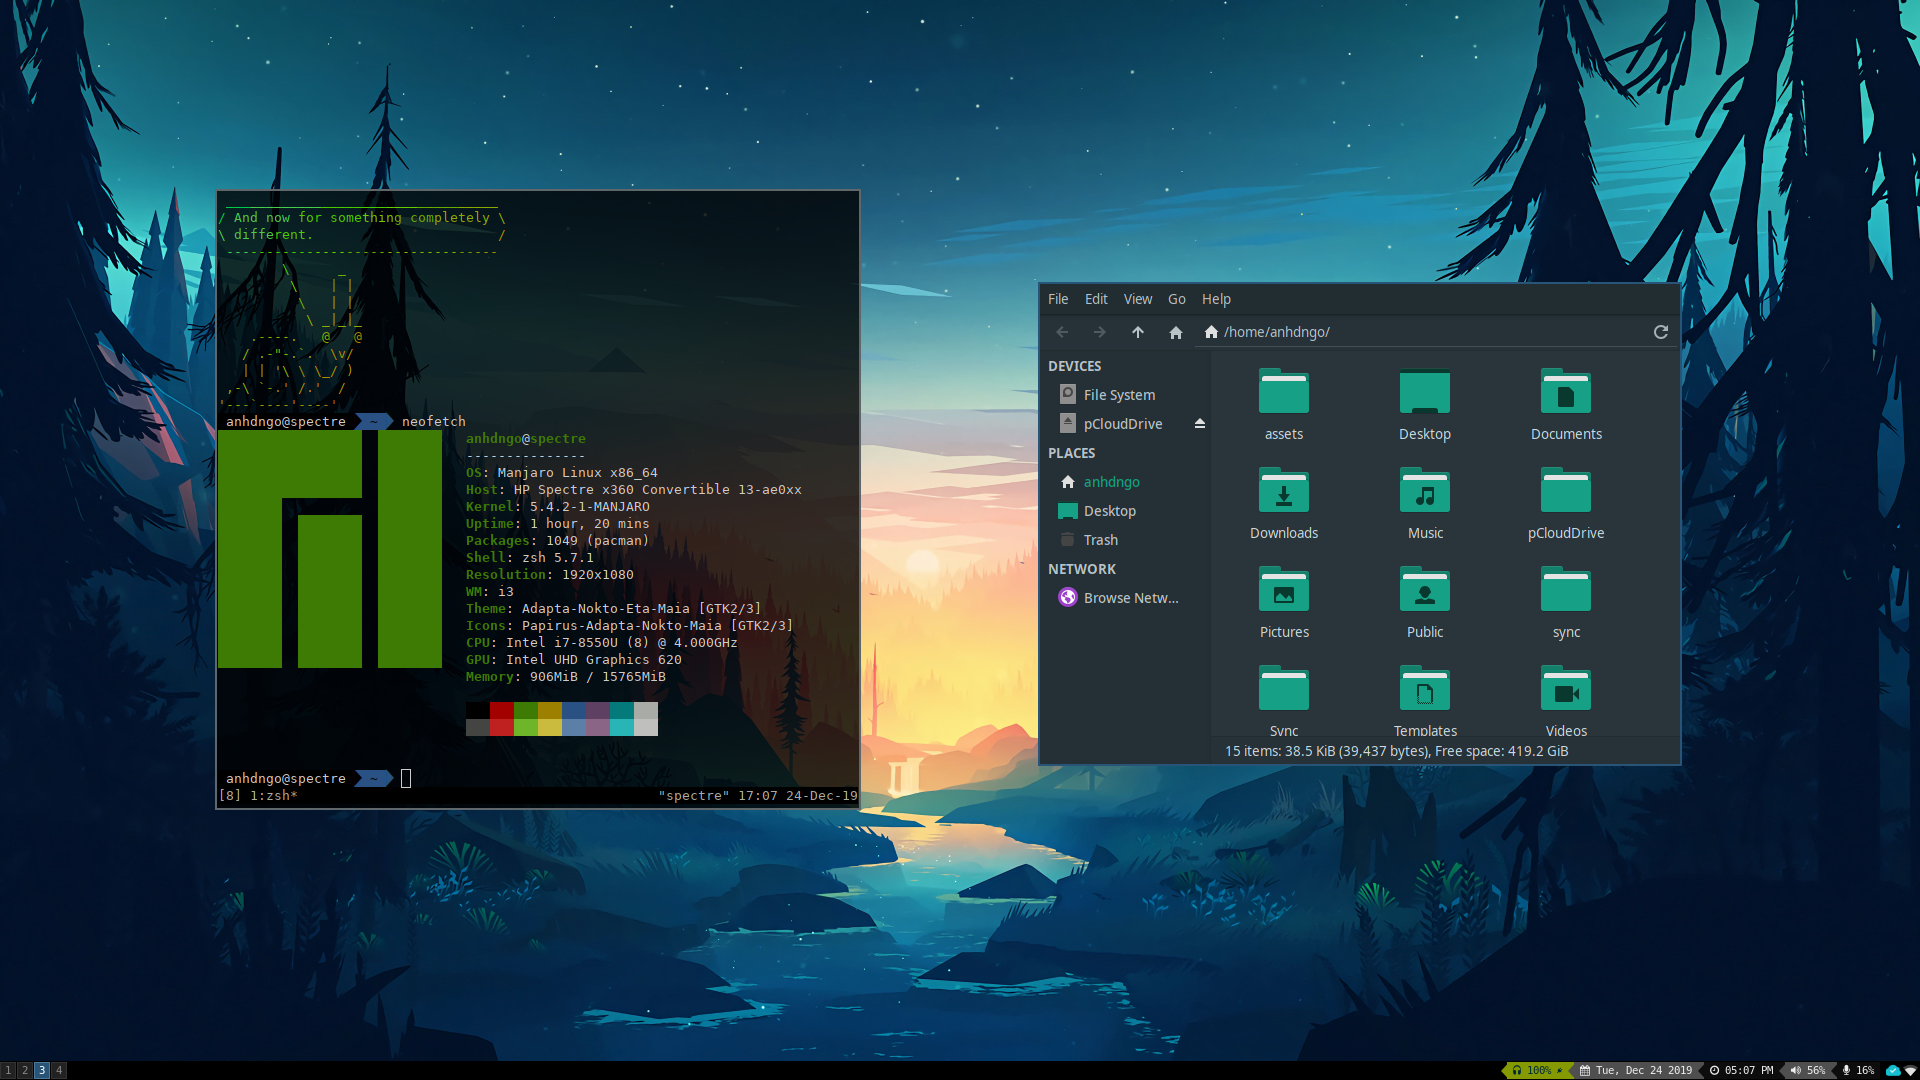 / And now for something completely \
\ different. /
anhdngo@spectre ~ neofetch
anhdngo@spectre
---------------
OS: Manjaro Linux x86_64
Host: HP Spectre x360 Convertible 13-ae0xx
Kernel: 5.4.2-1-MANJARO
Uptime: 1 hour, 20 mins
Packages: 1049 (pacman)
Shell: zsh 5.7.1
Resolution: 1920x1080
WM: i3
Theme: Adapta-Nokto-Eta-Maia [GTK2/3]
Icons: Papirus-Adapta-Nokto-Maia [GTK2/3]
CPU: Intel i7-8550U (8) @ 4.000GHz
GPU: Intel UHD Graphics 620
Memory: 906MiB / 15765MiB
anhdngo@spectre ~
[8] 1:zsh* "spectre" 17:07 24-Dec-19
File Edit View Go Help
/home/anhdngo/
DEVICES
File System
pCloudDrive
PLACES
anhdngo
Desktop
Trash
NETWORK
Browse Netw...
assets Desktop Documents
Downloads Music pCloudDrive
Pictures Public sync
Sync Templates Videos
15 items: 38.5 KiB (39,437 bytes), Free space: 419.2 GiB
1 2 3 4
100% Tue, Dec 24 2019 05:07 PM 56% 16%